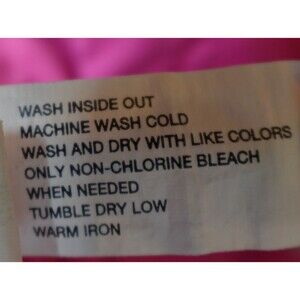 WASH INSIDE OUT
MACHINE WASH COLD
WASH AND DRY WITH LIKE COLORS
ONLY NON-CHLORINE BLEACH
WHEN NEEDED
TUMBLE DRY LOW
WARM IRON